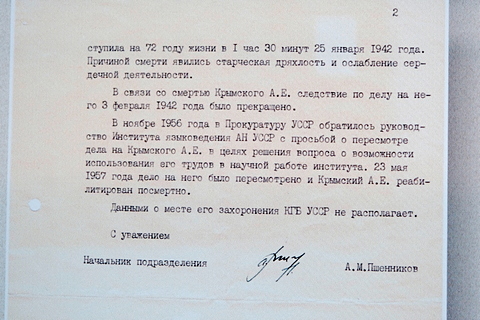 2
ступила на 72 году жизни в I час 30 минут 25 января 1942 года.
Причиной смерти явились старческая дряхлость и ослабление сер-
дечной деятельности.
В связи со смертью Крымского А.Е. следствие по делу на не-
го 3 февраля 1942 года было прекращено.
В ноябре 1956 года в Прокуратуру УССР обратилось руковод-
ство Института языковедения АН УССР с просьбой о пересмотре
дела на Крымского А.Е. в целях решения вопроса о возможности
использования его трудов в научной работе института. 23 мая
1957 года дело на него было пересмотрено и Крымский А.Е. реаби-
литирован посмертно.
Данными о месте его захоронения КГБ УССР не располагает.
С уважением
Начальник подразделения
А.М.Пшенников